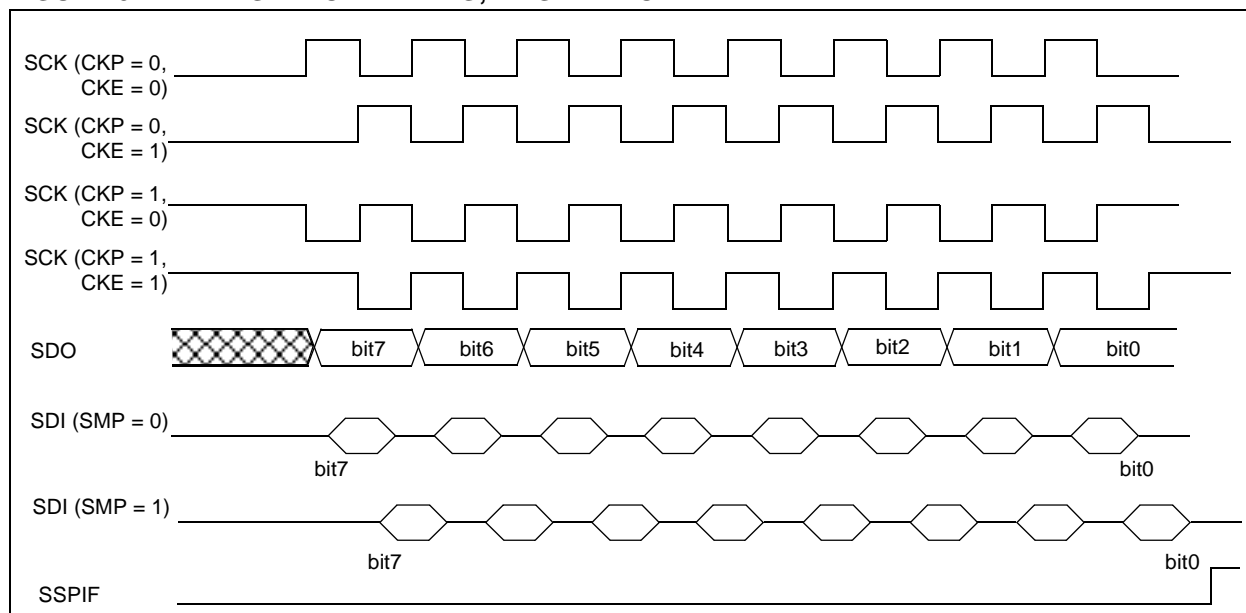 SCK (CKP = 0,
CKE = 0)
SCK (CKP = 0,
CKE = 1)
SCK (CKP = 1,
CKE = 0)
SCK (CKP = 1,
CKE = 1)
SDO bit7 bit6 bit5 bit4 bit3 bit2 bit1 bit0
SDI (SMP = 0)
bit7 bit0
SDI (SMP = 1)
bit7 bit0
SSPIF